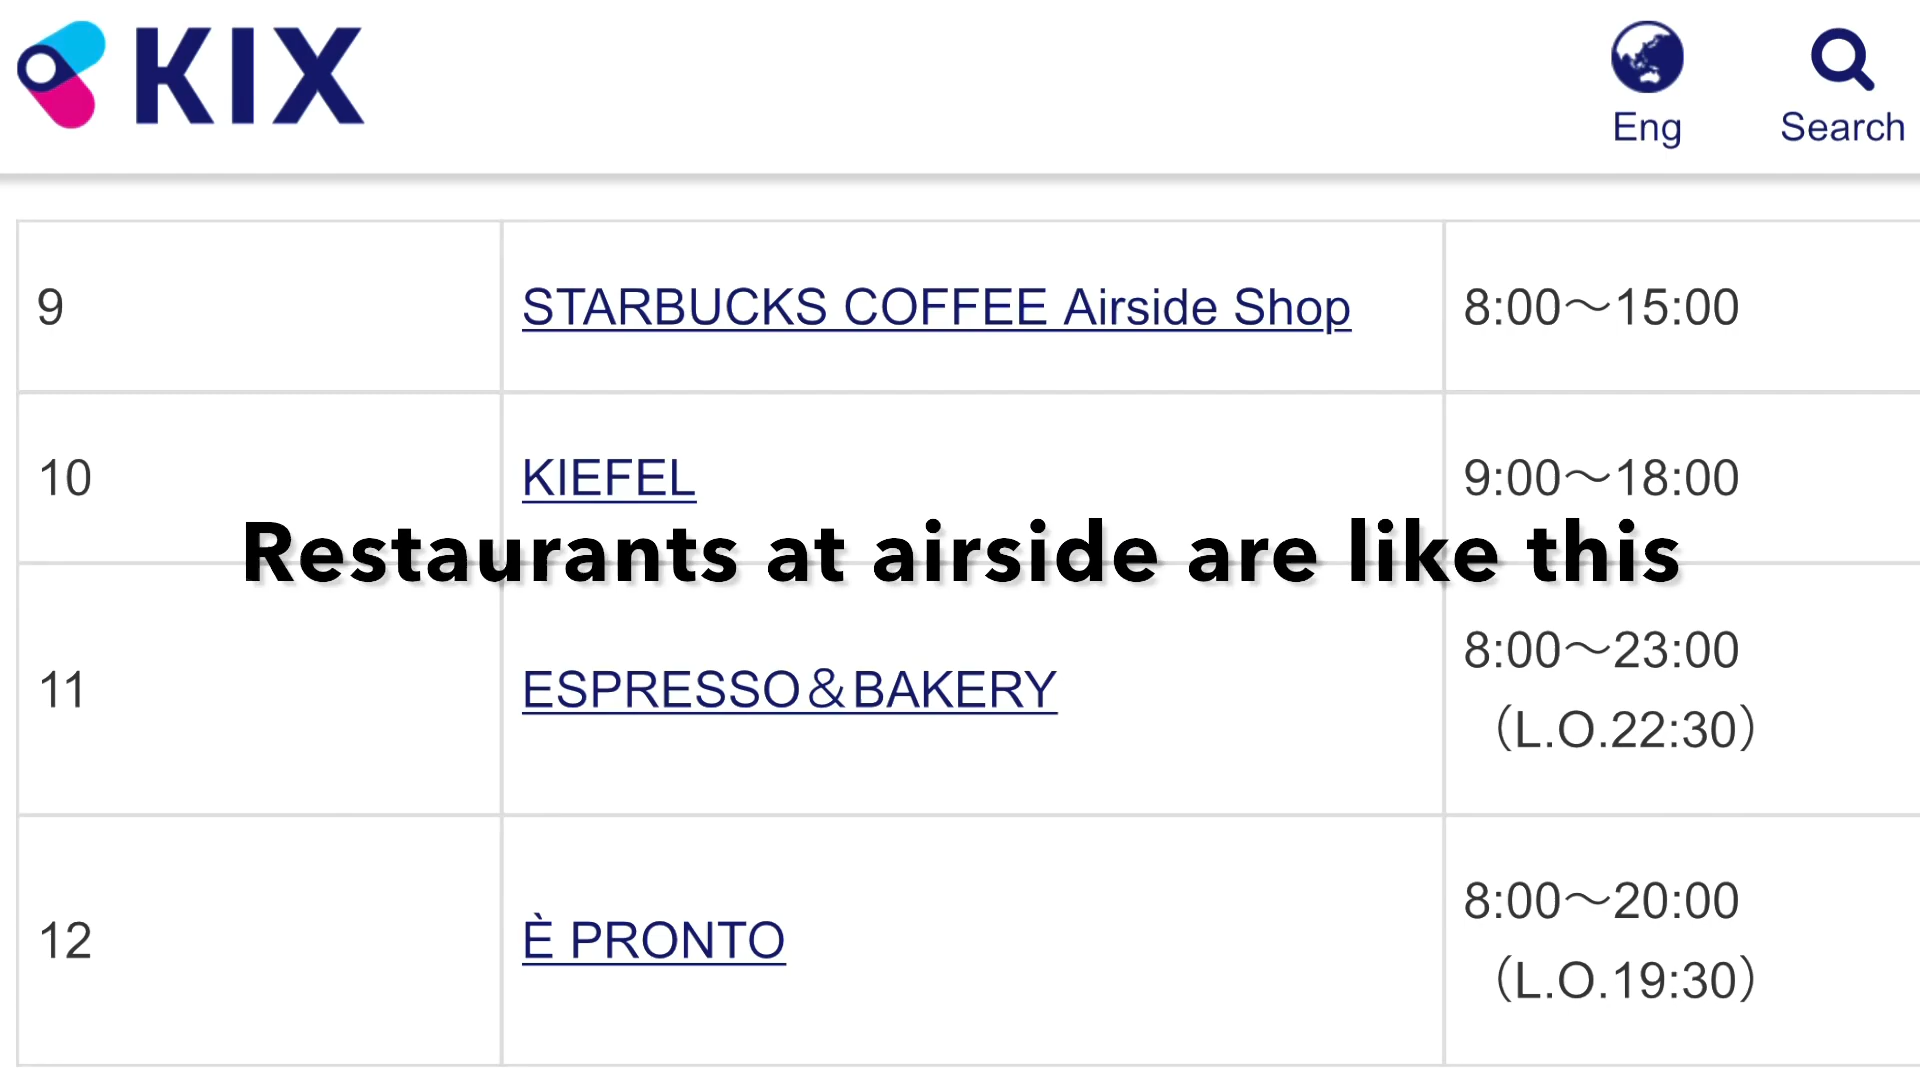 KIX
Eng
Search
9 STARBUCKS COFFEE Airside Shop 8:00～15:00
10 KIEFEL 9:00～18:00
Restaurants at airside are like this
11 ESPRESSO＆BAKERY 8:00～23:00
（L.O.22:30）
12 È PRONTO 8:00～20:00
（L.O.19:30）